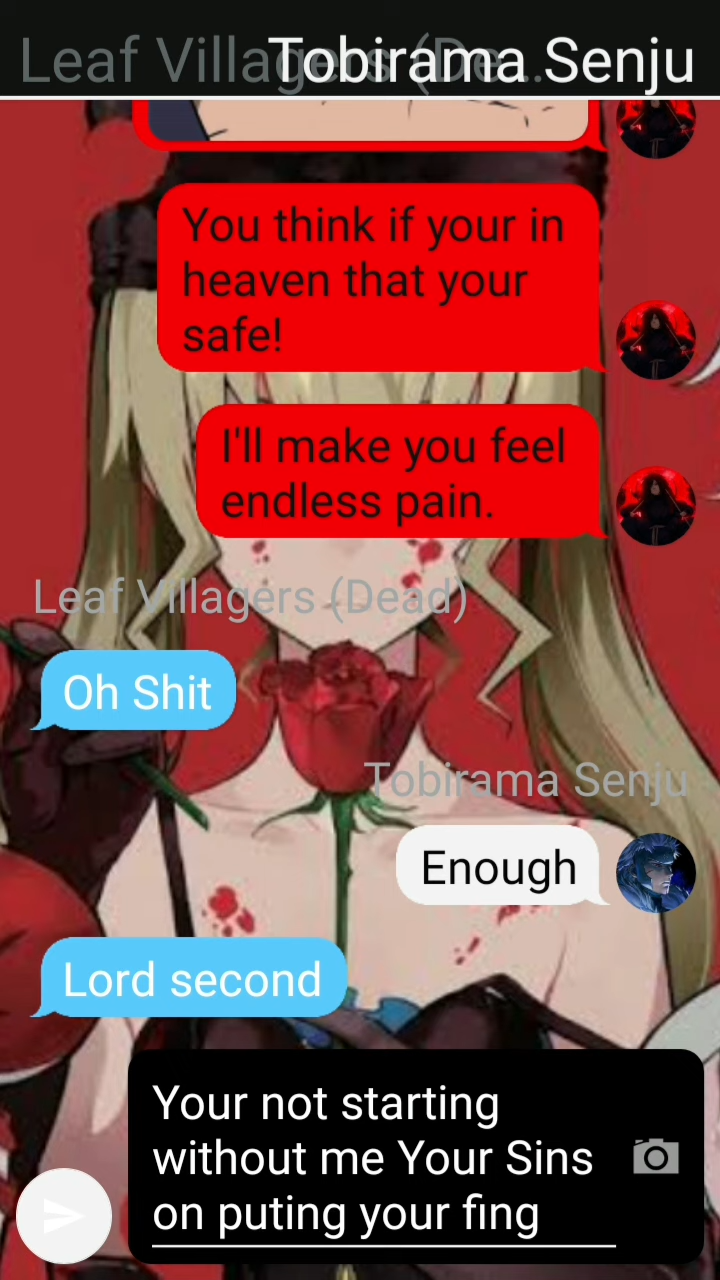 Leaf Villagers (De...
Tobirama Senju
You think if your in
heaven that your
safe!
I'll make you feel
endless pain.
Leaf Villagers (Dead)
Oh Shit
Tobirama Senju
Enough
Lord second
Your not starting
without me Your Sins
on puting your fing